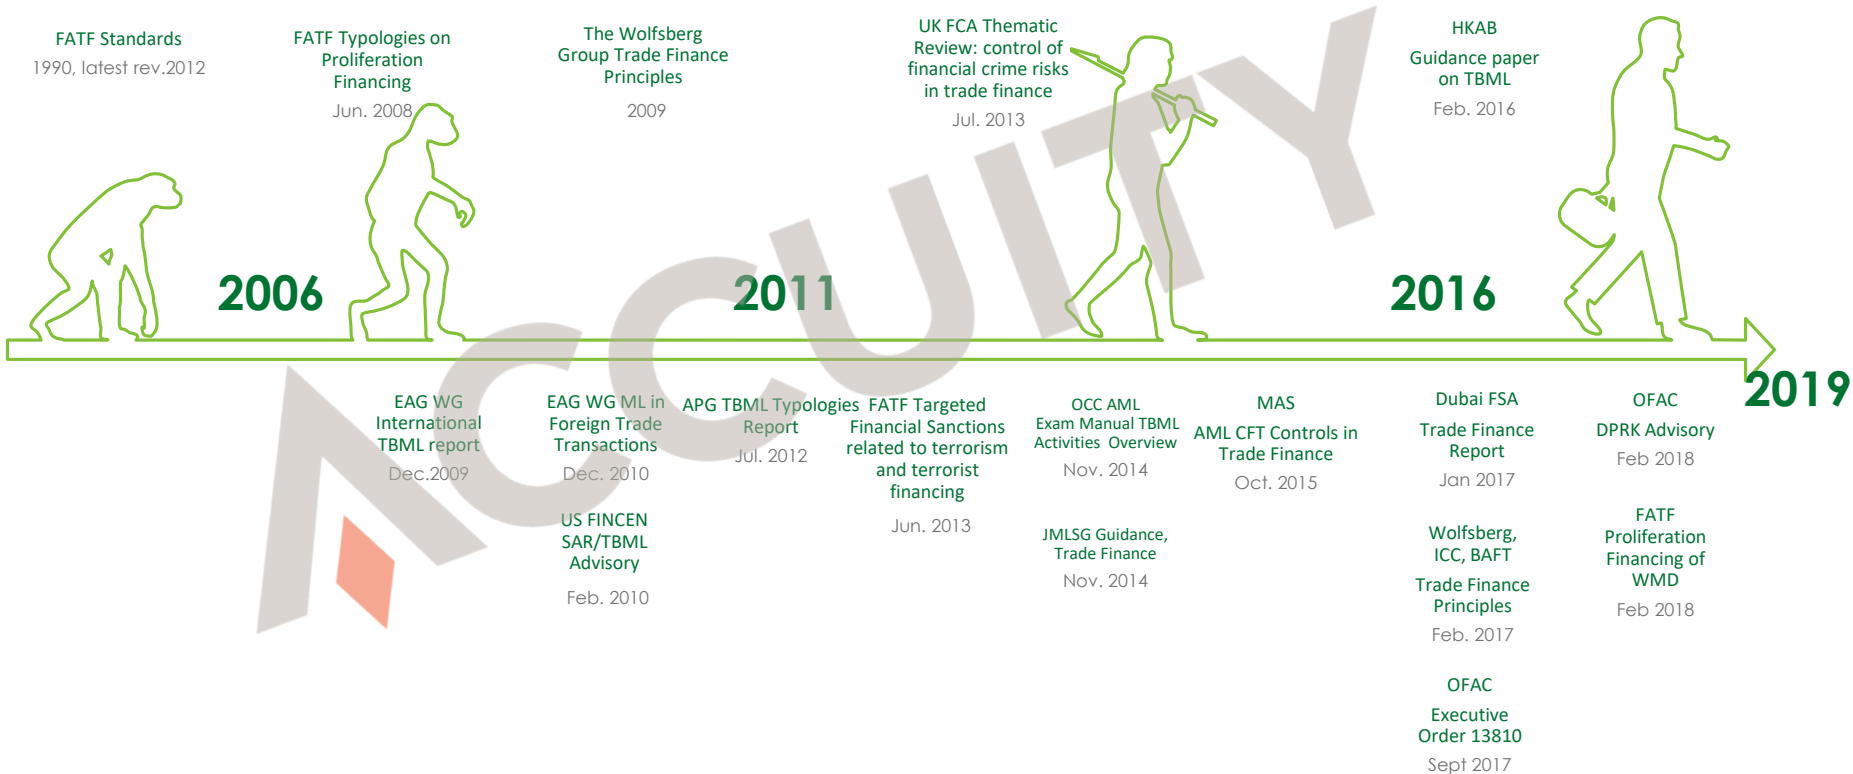 FATF Standards
1990, latest rev.2012
FATF Typologies on
Proliferation
Financing
Jun. 2008
The Wolfsberg
Group Trade Finance
Principles
2009
UK FCA Thematic
Review: control of
financial crime risks
in trade finance
Jul. 2013
HKAB
Guidance paper
on TBML
Feb. 2016
2006
2011
2016
2019
ACCUITY
EAG WG
International
TBML report
Dec.2009
EAG WG ML in
Foreign Trade
Transactions
Dec. 2010
US FINCEN
SAR/TBML
Advisory
Feb. 2010
APG TBML Typologies
Report
Jul. 2012
FATF Targeted
Financial Sanctions
related to terrorism
and terrorist
financing
Jun. 2013
OCC AML
Exam Manual TBML
Activities Overview
Nov. 2014
JMLSG Guidance,
Trade Finance
Nov. 2014
MAS
AML CFT Controls in
Trade Finance
Oct. 2015
Dubai FSA
Trade Finance
Report
Jan 2017
Wolfsberg,
ICC, BAFT
Trade Finance
Principles
Feb. 2017
OFAC
Executive
Order 13810
Sept 2017
OFAC
DPRK Advisory
Feb 2018
FATF
Proliferation
Financing of
WMD
Feb 2018